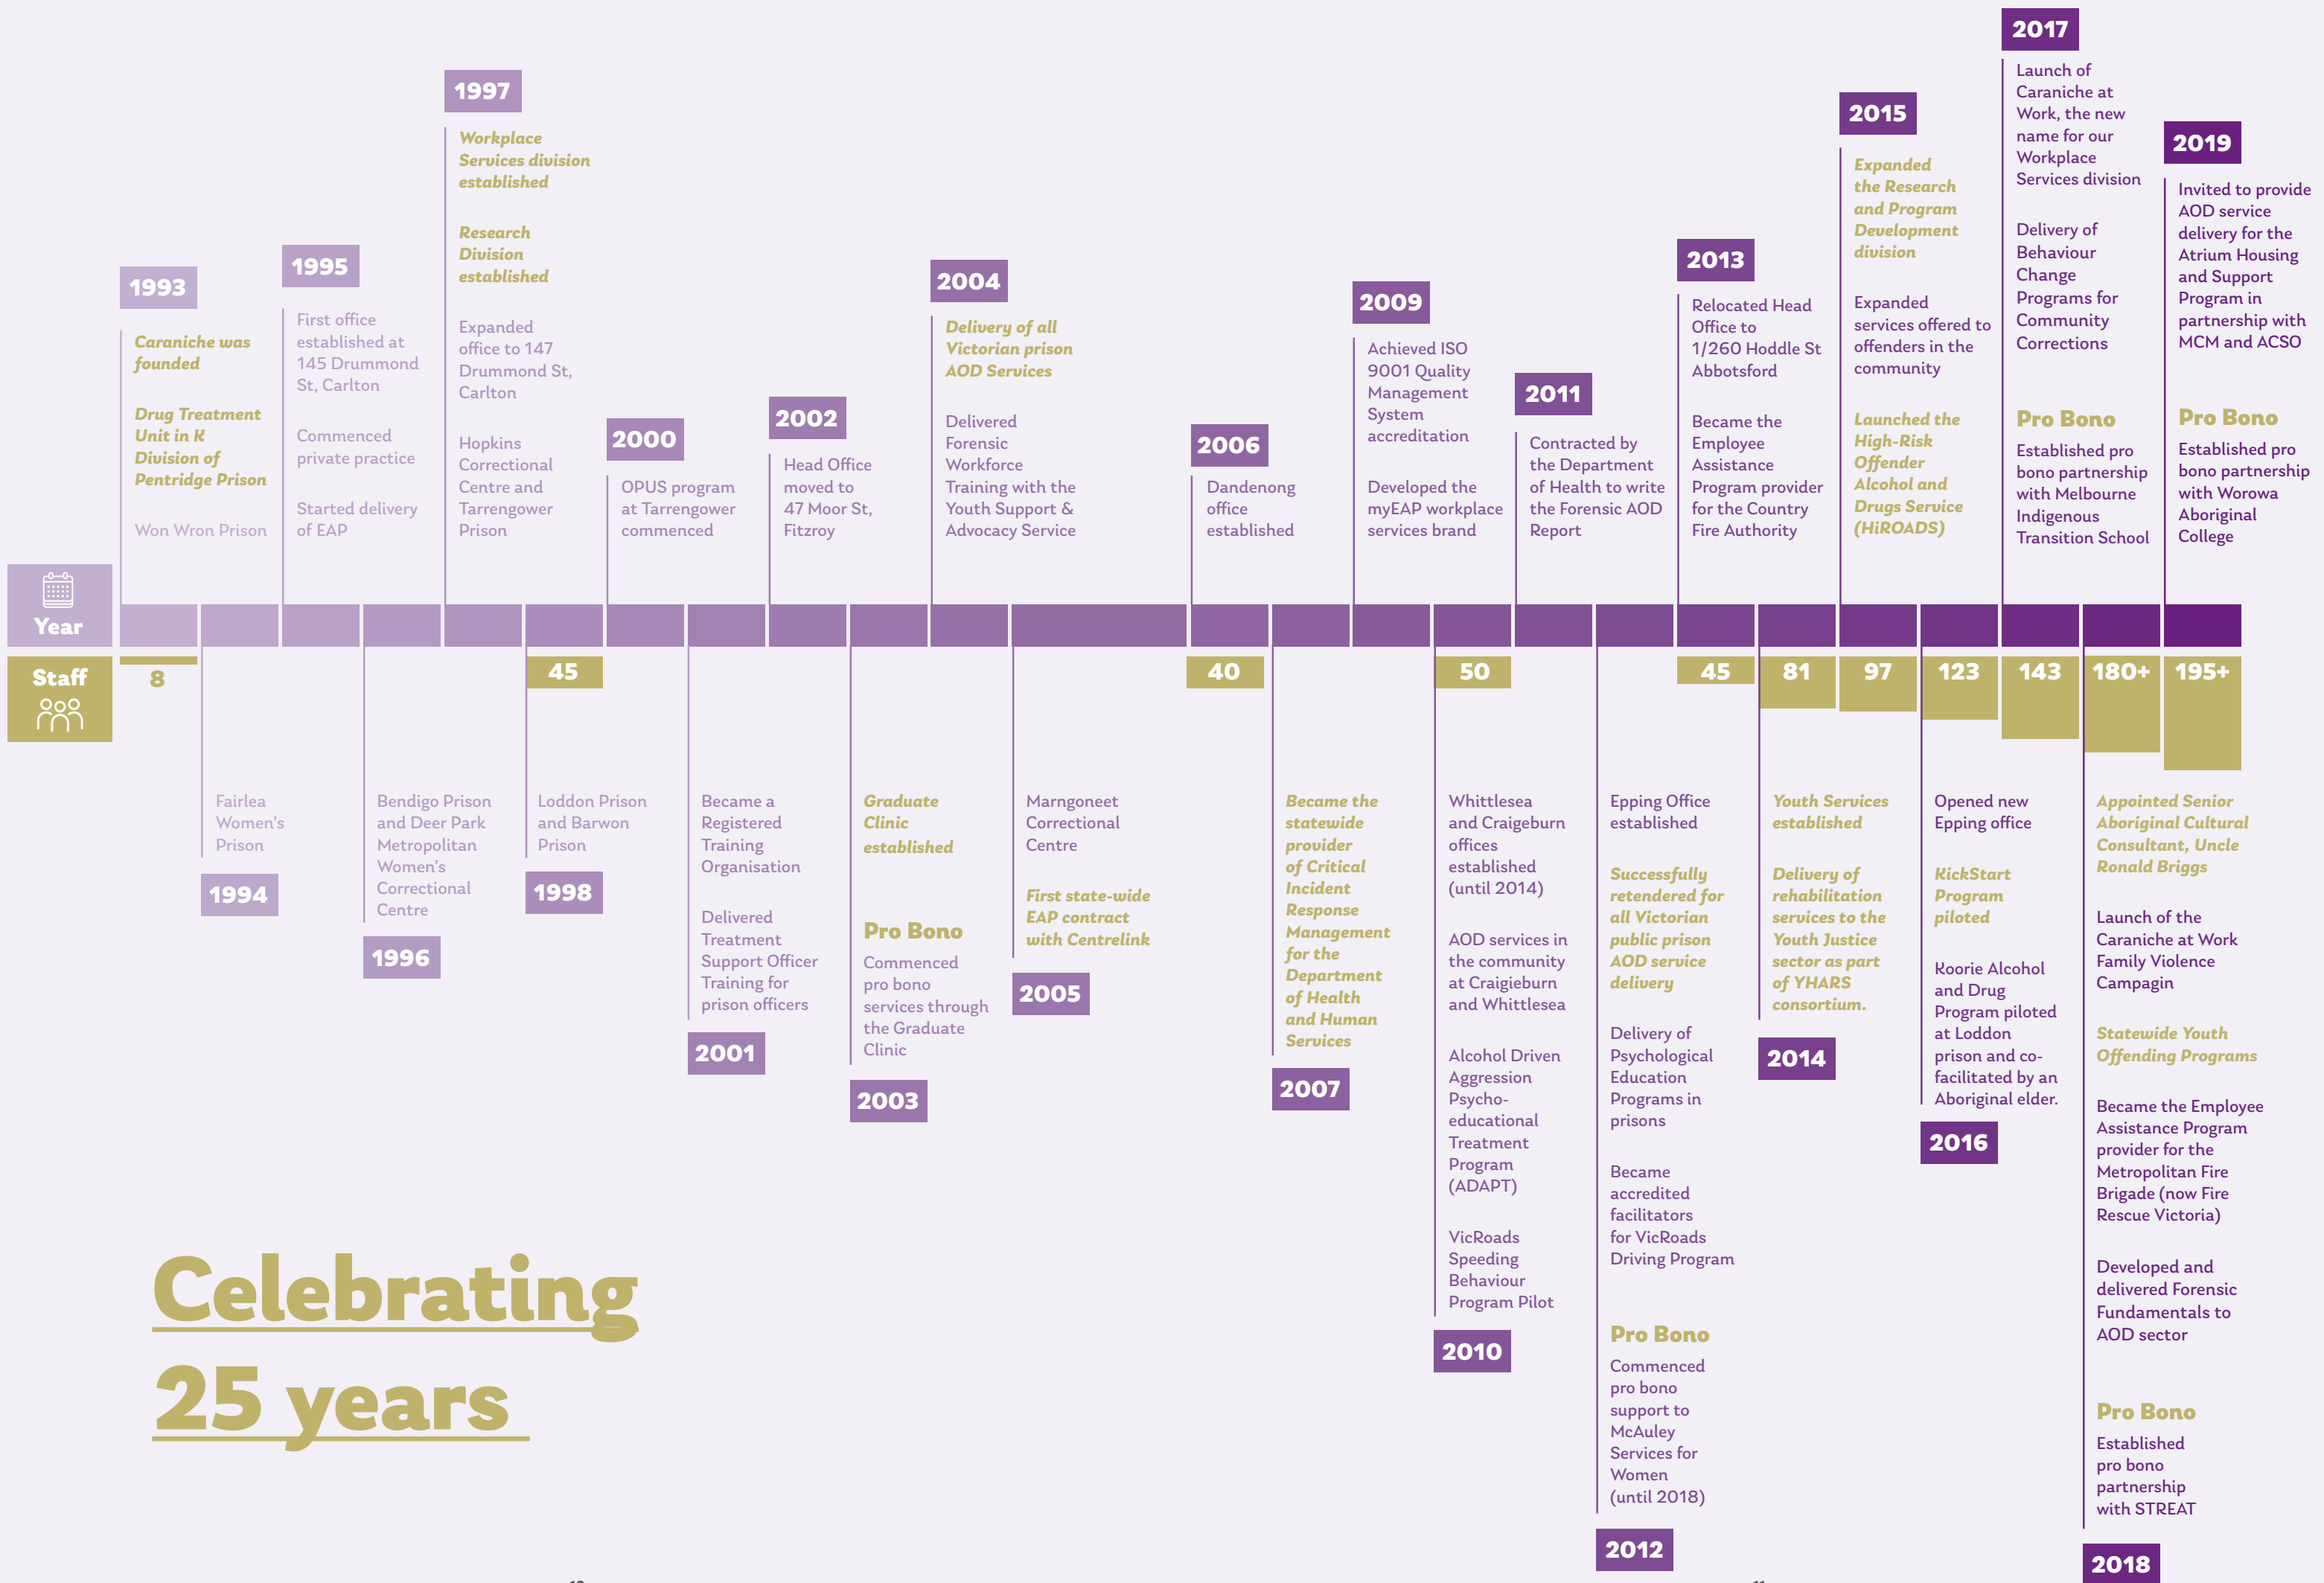 1993
Caraniche was
founded
Drug Treatment
Unit in K
Division of
Pentridge Prison
Won Wron Prison
1995
First office
established at
145 Drummond
St, Carlton
Commenced
private practice
Started delivery
of EAP
1997
Workplace
Services division
established
Research
Division
established
Expanded
office to 147
Drummond St,
Carlton
Hopkins
Correctional
Centre and
Tarrengower
Prison
2000
OPUS program
at Tarrengower
commenced
2002
Head Office
moved to
47 Moor St,
Fitzroy
2004
Delivery of all
Victorian prison
AOD Services
Delivered
Forensic
Workforce
Training with the
Youth Support &
Advocacy Service
2006
Dandenong
office
established
2009
Achieved ISO
9001 Quality
Management
System
accreditation
Developed the
myEAP workplace
services brand
2011
Contracted by
the Department
of Health to write
the Forensic AOD
Report
2013
Relocated Head
Office to
1/260 Hoddle St
Abbotsford
Became the
Employee
Assistance
Program provider
for the Country
Fire Authority
2015
Expanded
the Research
and Program
Development
division
Expanded
services offered to
offenders in the
community
Launched the
High-Risk
Offender
Alcohol and
Drugs Service
(HiROADS)
2017
Launch of
Caraniche at
Work, the new
name for our
Workplace
Services division
Delivery of
Behaviour
Change
Programs for
Community
Corrections
Pro Bono
Established pro
bono partnership
with Melbourne
Indigenous
Transition School
2019
Invited to provide
AOD service
delivery for the
Atrium Housing
and Support
Program in
partnership with
MCM and ACSO
Pro Bono
Established pro
bono partnership
with Worowa
Aboriginal
College
Year
Staff
8
45
40
50
45
81
97
123
143
180+
195+
Fairlea
Women's
Prison
1994
Bendigo Prison
and Deer Park
Metropolitan
Women's
Correctional
Centre
1996
Loddon Prison
and Barwon
Prison
1998
Became a
Registered
Training
Organisation
Delivered
Treatment
Support Officer
Training for
prison officers
2001
Graduate
Clinic
established
Pro Bono
Commenced
pro bono
services through
the Graduate
Clinic
2003
Marngoneet
Correctional
Centre
First state-wide
EAP contract
with Centrelink
2005
Became the
statewide
provider
of Critical
Incident
Response
Management
for the
Department
of Health
and Human
Services
2007
Whittlesea
and Craigeburn
offices
established
(until 2014)
AOD services in
the community
at Craigieburn
and Whittlesea
Alcohol Driven
Aggression
Psycho-
educational
Treatment
Program
(ADAPT)
VicRoads
Speeding
Behaviour
Program Pilot
2010
Epping Office
established
Successfully
retendered for
all Victorian
public prison
AOD service
delivery
Delivery of
Psychological
Education
Programs in
prisons
Became
accredited
facilitators
for VicRoads
Driving Program
Pro Bono
Commenced
pro bono
support to
McAuley
Services for
Women
(until 2018)
2012
Youth Services
established
Delivery of
rehabilitation
services to the
Youth Justice
sector as part
of YHARS
consortium.
2014
Opened new
Epping office
KickStart
Program
piloted
Koorie Alcohol
and Drug
Program piloted
at Loddon
prison and co-
facilitated by an
Aboriginal elder.
2016
Appointed Senior
Aboriginal Cultural
Consultant, Uncle
Ronald Briggs
Launch of the
Caraniche at Work
Family Violence
Campagin
Statewide Youth
Offending Programs
Became the Employee
Assistance Program
provider for the
Metropolitan Fire
Brigade (now Fire
Rescue Victoria)
Developed and
delivered Forensic
Fundamentals to
AOD sector
Pro Bono
Established
pro bono
partnership
with STREAT
2018
Celebrating
25 years